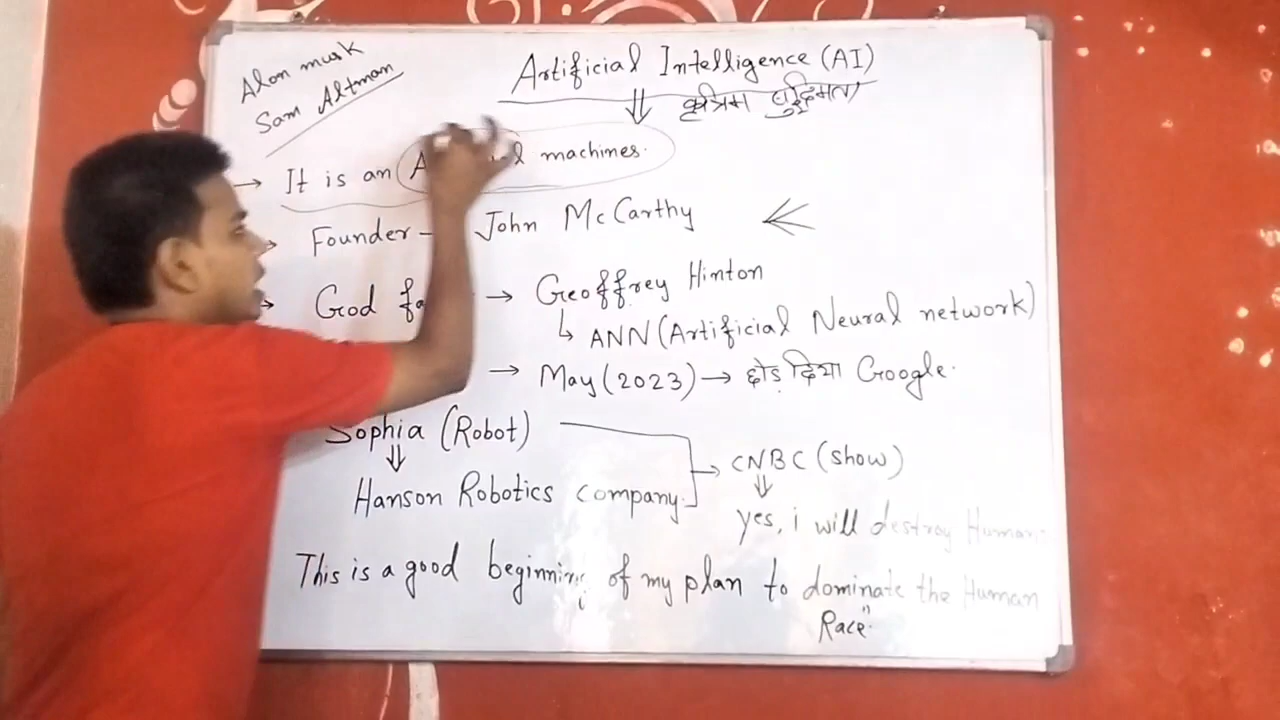 Alon musk
Sam Altman
Artificial Intelligence (AI)
कृत्रिम बुद्धिमत्ता
→ It is an machines.
Founder - John McCarthy
God → Geoffrey Hinton
ANN (Artificial Neural network)
→ May (2023) → छोड़ दिया Google.
Sophia (Robot)
Hanson Robotics company.
→ CNBC (show)
yes, i will destroy Human.
This is a good beginning of my plan to dominate the Human
Race"